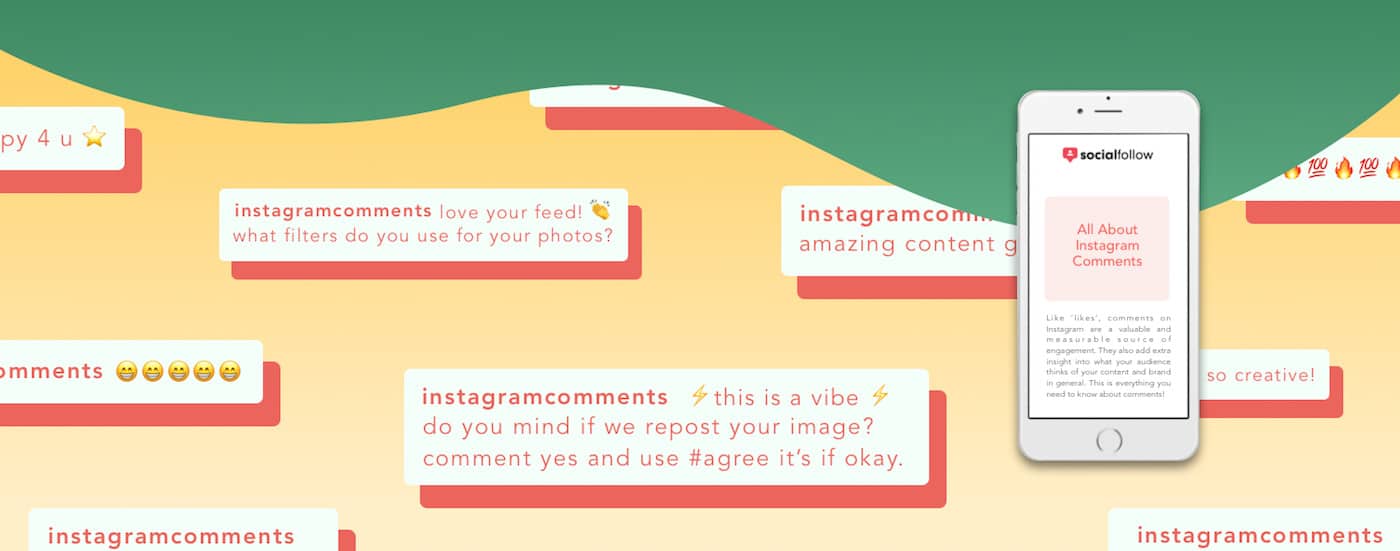 py 4 u ⭐
instagramcomments love your feed! 👏
what filters do you use for your photos?
amazing content g
💯🔥💯
omments 😁😁😁😁😁
instagramcomments ⚡this is a vibe ⚡
do you mind if we repost your image?
comment yes and use #agree it's if okay.
socialfollow
All About
Instagram
Comments
Like 'likes', comments on
Instagram are a valuable and
measurable source of
engagement. They also add extra
insight into what your audience
thinks of your content and brand
in general. This is everything you
need to know about comments!
so creative!
instagramcomments
instagramcomments